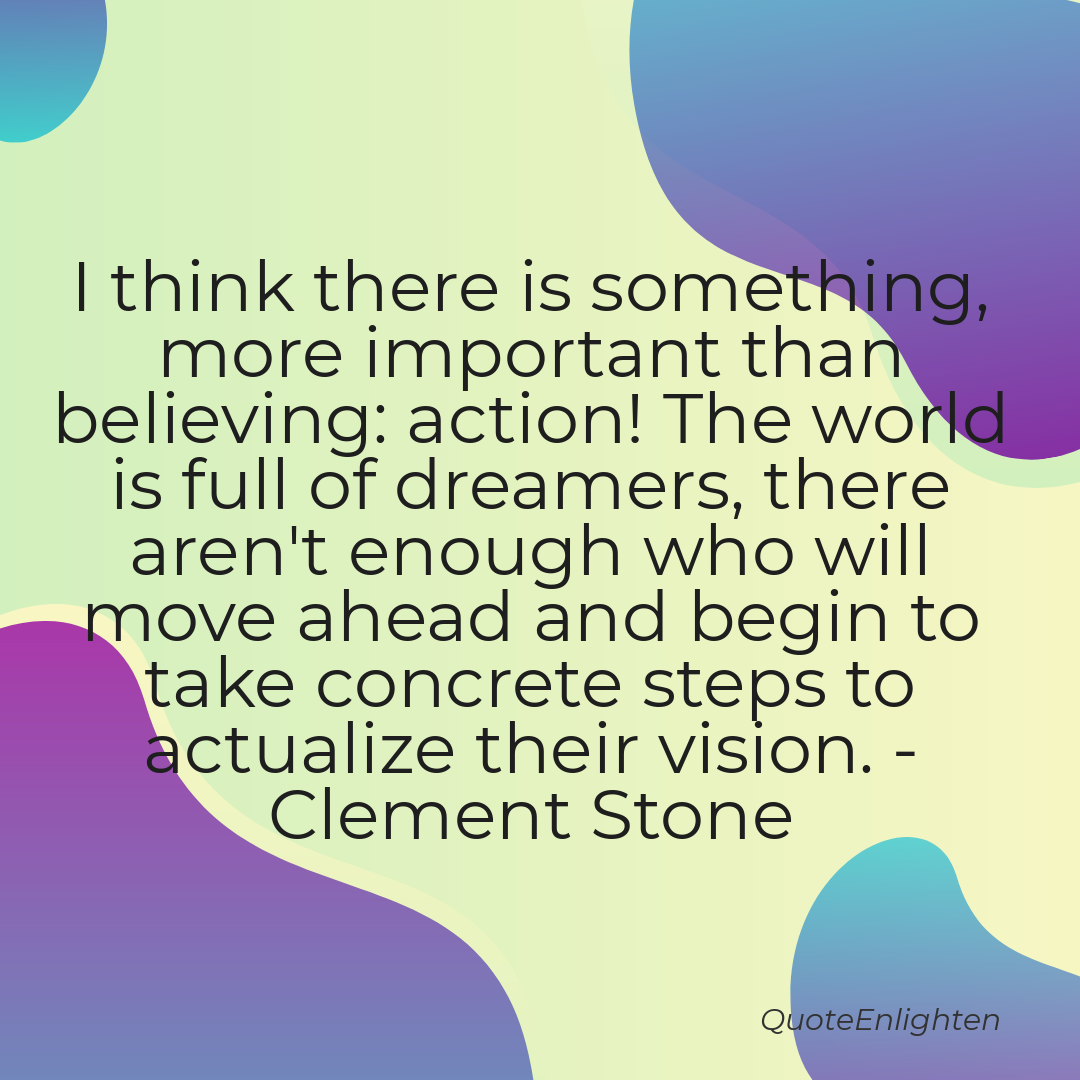 I think there is something,
more important than
believing: action! The world
is full of dreamers, there
aren't enough who will
move ahead and begin to
take concrete steps to
actualize their vision. -
Clement Stone
QuoteEnlighten